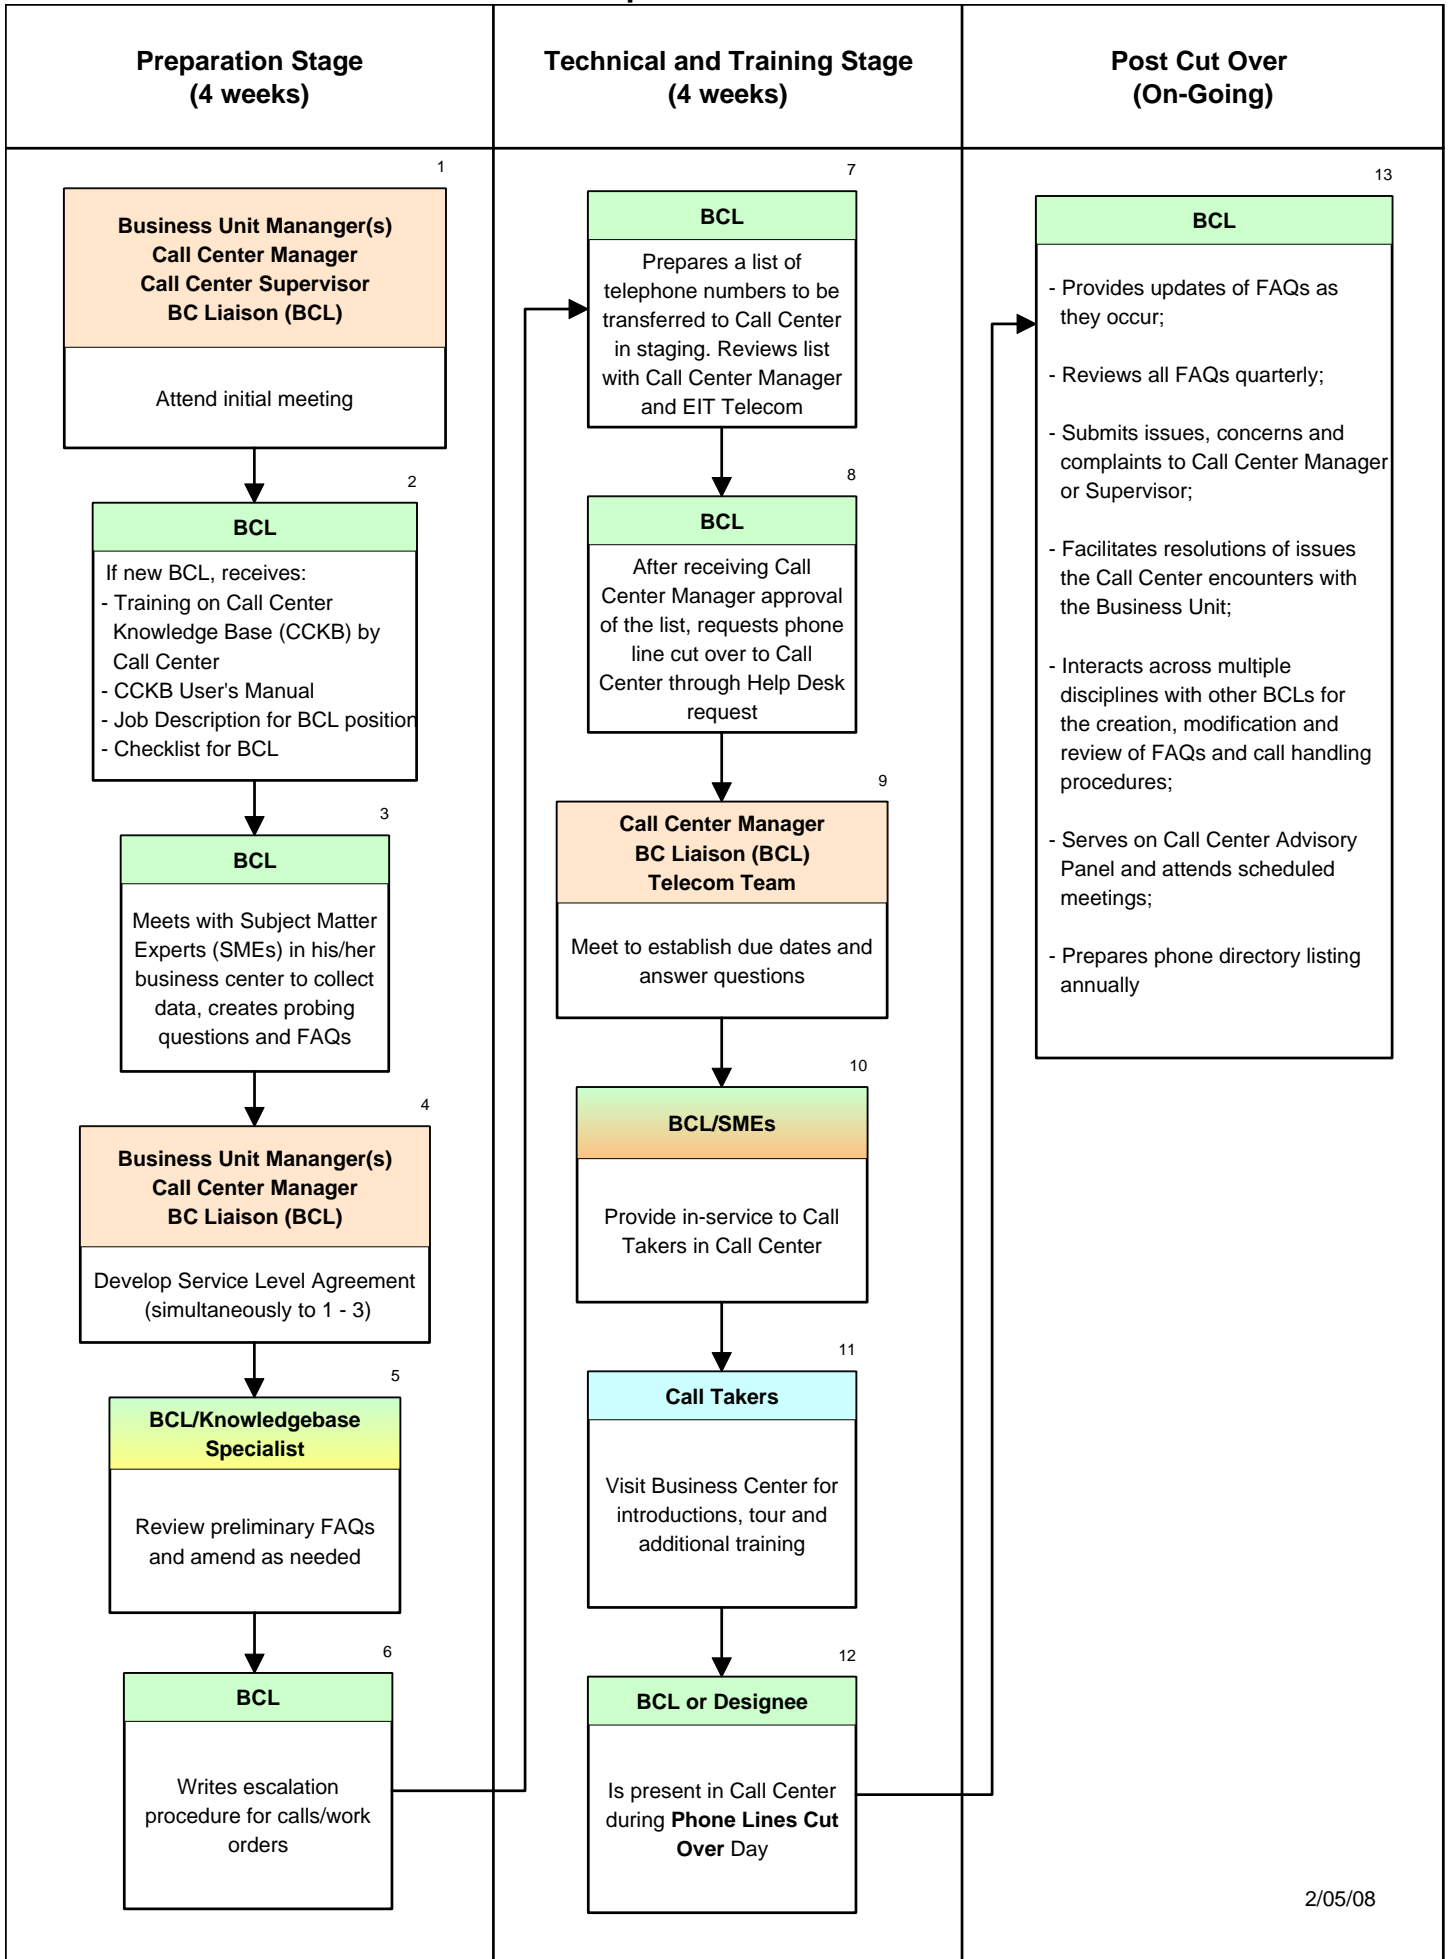 Preparation Stage
(4 weeks)
Technical and Training Stage
(4 weeks)
Post Cut Over
(On-Going)
1
Business Unit Mananger(s)
Call Center Manager
Call Center Supervisor
BC Liaison (BCL)
Attend initial meeting
2
BCL
If new BCL, receives:
- Training on Call Center
Knowledge Base (CCKB) by
Call Center
- CCKB User's Manual
- Job Description for BCL position
- Checklist for BCL
3
BCL
Meets with Subject Matter
Experts (SMEs) in his/her
business center to collect
data, creates probing
questions and FAQs
4
Business Unit Mananger(s)
Call Center Manager
BC Liaison (BCL)
Develop Service Level Agreement
(simultaneously to 1 - 3)
5
BCL/Knowledgebase
Specialist
Review preliminary FAQs
and amend as needed
6
BCL
Writes escalation
procedure for calls/work
orders
7
BCL
Prepares a list of
telephone numbers to be
transferred to Call Center
in staging. Reviews list
with Call Center Manager
and EIT Telecom
8
BCL
After receiving Call
Center Manager approval
of the list, requests phone
line cut over to Call
Center through Help Desk
request
9
Call Center Manager
BC Liaison (BCL)
Telecom Team
Meet to establish due dates and
answer questions
10
BCL/SMEs
Provide in-service to Call
Takers in Call Center
11
Call Takers
Visit Business Center for
introductions, tour and
additional training
12
BCL or Designee
Is present in Call Center
during Phone Lines Cut
Over Day
13
BCL
- Provides updates of FAQs as
they occur;
- Reviews all FAQs quarterly;
- Submits issues, concerns and
complaints to Call Center Manager
or Supervisor;
- Facilitates resolutions of issues
the Call Center encounters with
the Business Unit;
- Interacts across multiple
disciplines with other BCLs for
the creation, modification and
review of FAQs and call handling
procedures;
- Serves on Call Center Advisory
Panel and attends scheduled
meetings;
- Prepares phone directory listing
annually
2/05/08